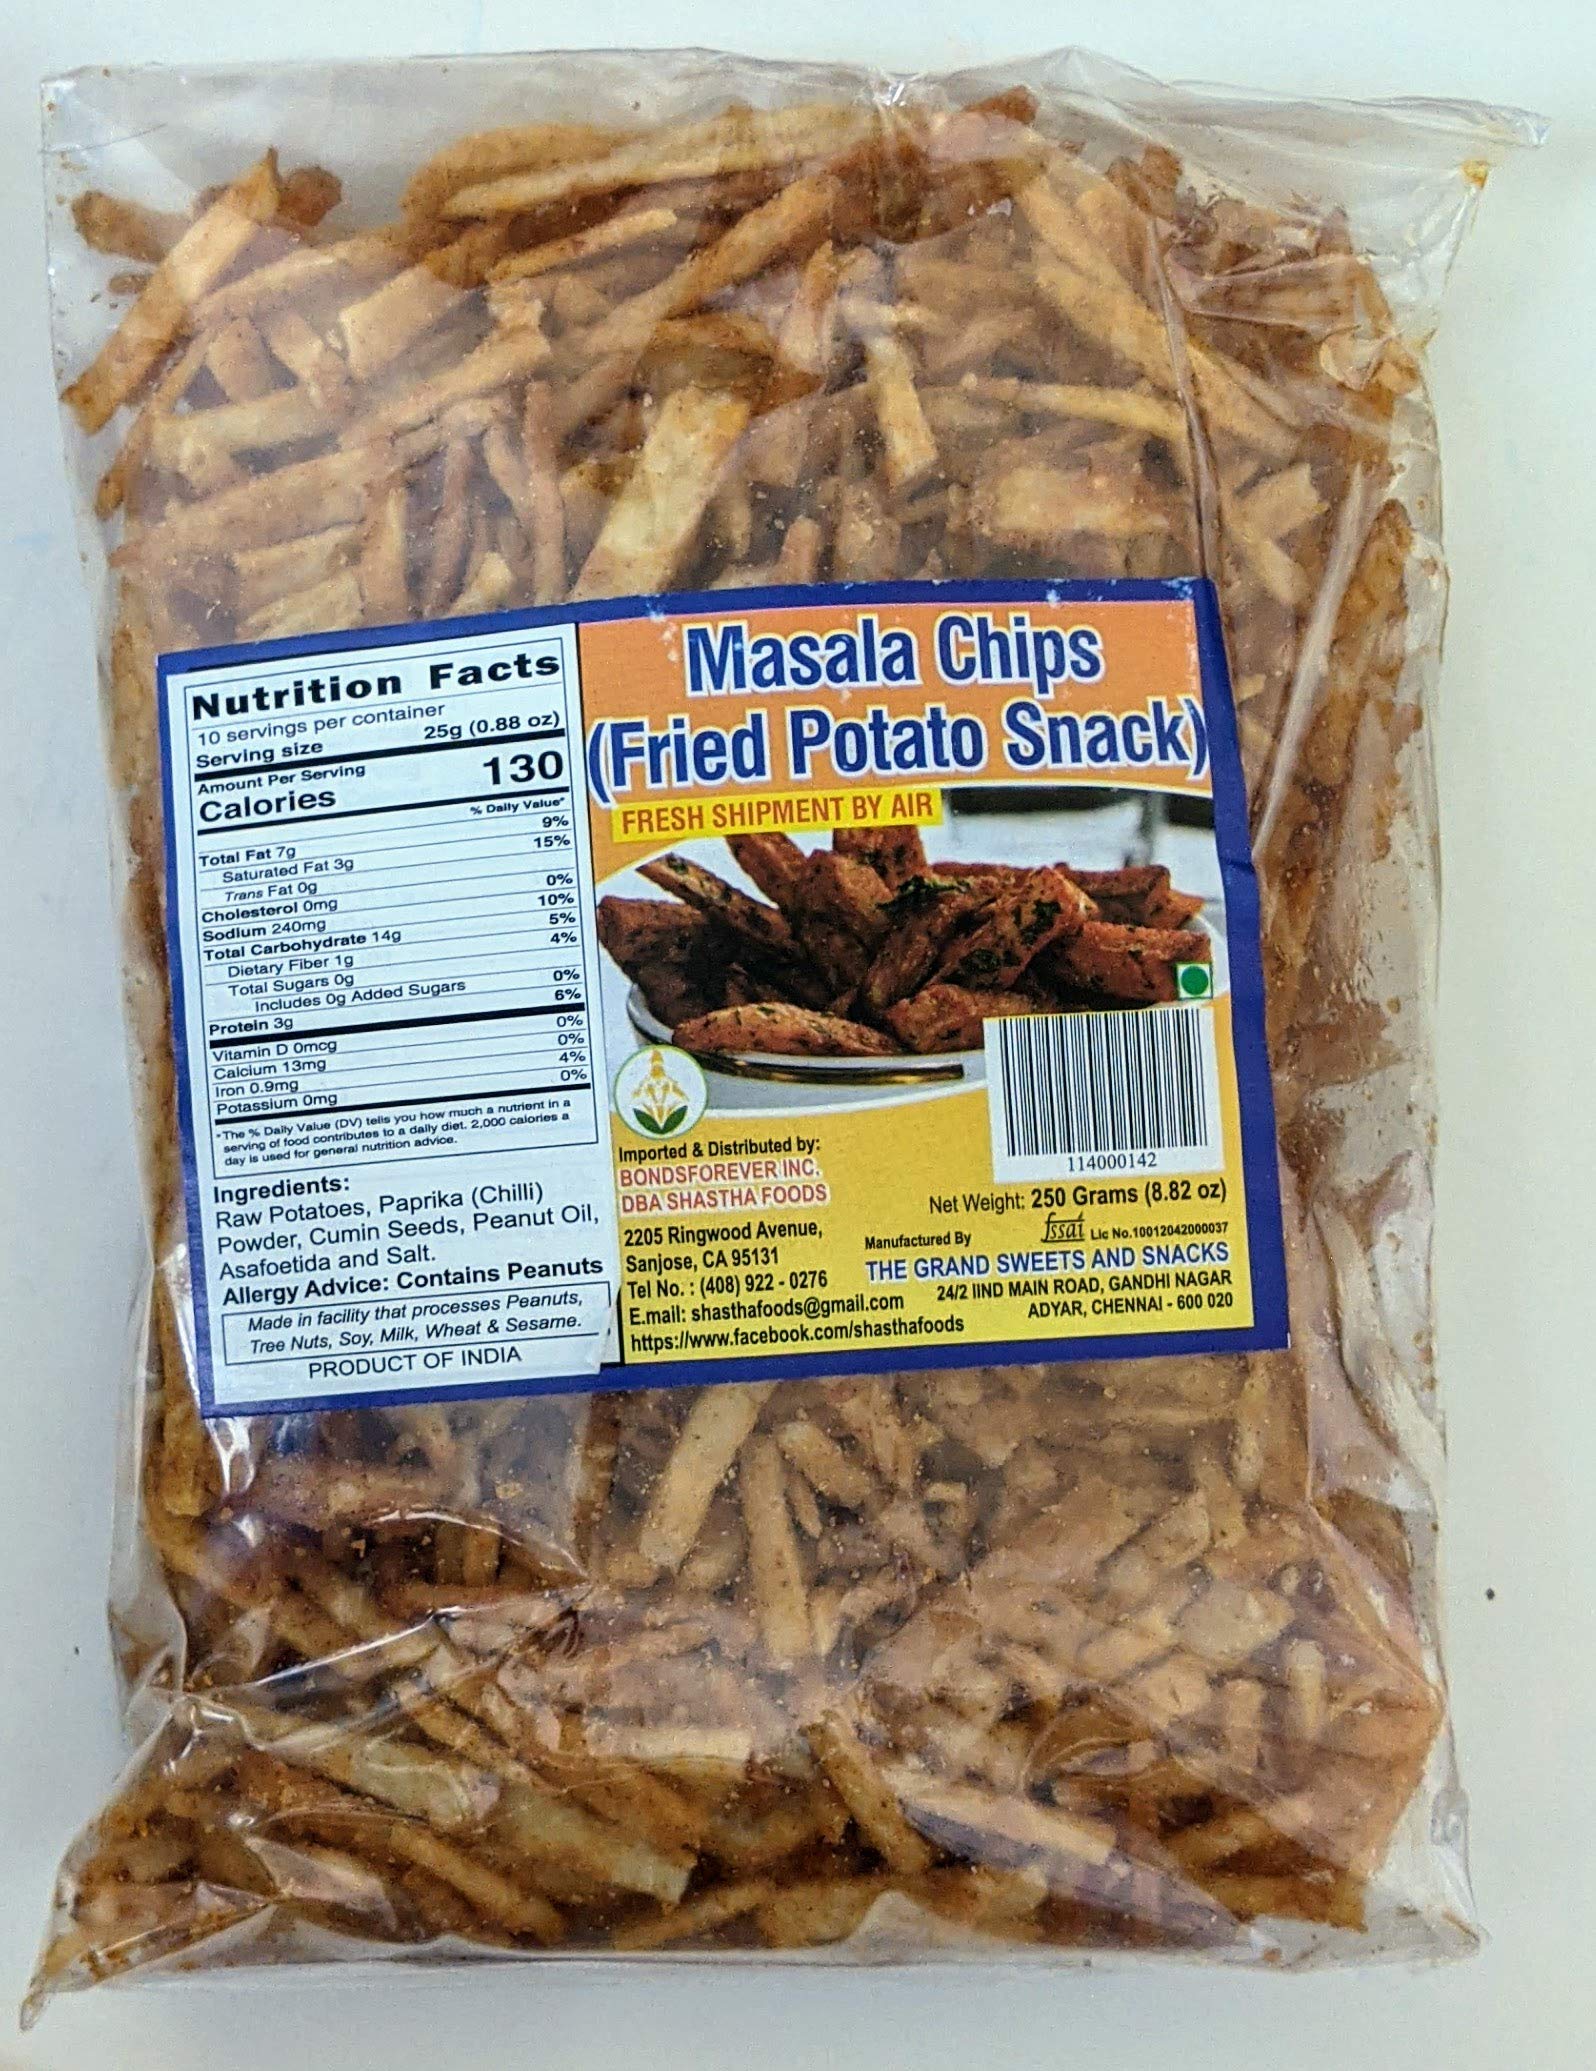 Nutrition Facts
10 servings per container
Serving size 25g (0.88 oz)
Amount Per Serving
Calories 130
% Daily Value*
Total Fat 7g 9%
Saturated Fat 3g 15%
Trans Fat 0g
Cholesterol 0mg 0%
Sodium 240mg 10%
Total Carbohydrate 14g 5%
Dietary Fiber 1g 4%
Total Sugars 0g
Includes 0g Added Sugars 0%
Protein 3g 6%
Vitamin D 0mcg 0%
Calcium 13mg 0%
Iron 0.9mg 4%
Potassium 0mg 0%
*The % Daily Value (DV) tells you how much a nutrient in a
serving of food contributes to a daily diet. 2,000 calories a
day is used for general nutrition advice.
Ingredients:
Raw Potatoes, Paprika (Chilli)
Powder, Cumin Seeds, Peanut Oil,
Asafoetida and Salt.
Allergy Advice: Contains Peanuts
Made in facility that processes Peanuts,
Tree Nuts, Soy, Milk, Wheat & Sesame.
PRODUCT OF INDIA
Masala Chips
(Fried Potato Snack)
FRESH SHIPMENT BY AIR
Imported & Distributed by:
BONDSFOREVER INC.
DBA SHASTHA FOODS
2205 Ringwood Avenue,
Sanjose, CA 95131
Tel No. : (408) 922 - 0276
E.mail: shasthafoods@gmail.com
https://www.facebook.com/shasthafoods
114000142
Net Weight: 250 Grams (8.82 oz)
fssai Lic No.10012042000037
Manufactured By
THE GRAND SWEETS AND SNACKS
24/2 IIND MAIN ROAD, GANDHI NAGAR
ADYAR, CHENNAI - 600 020